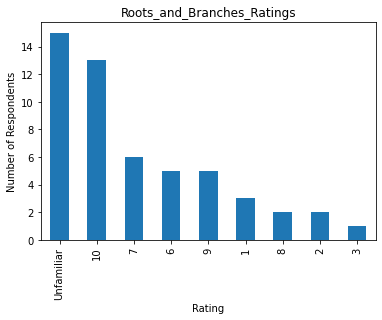 Roots_and_Branches_Ratings
Number of Respondents
14
12
10
8
6
4
2
0
Unfamiliar 10 7 6 9 1 8 2 3
Rating